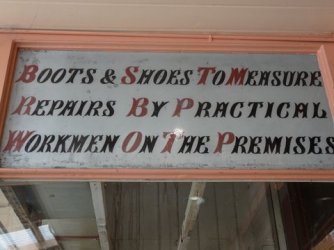 BOOTS & SHOES TO MEASURE
REPAIRS BY PRACTICAL
WORKMEN ON THE PREMISES